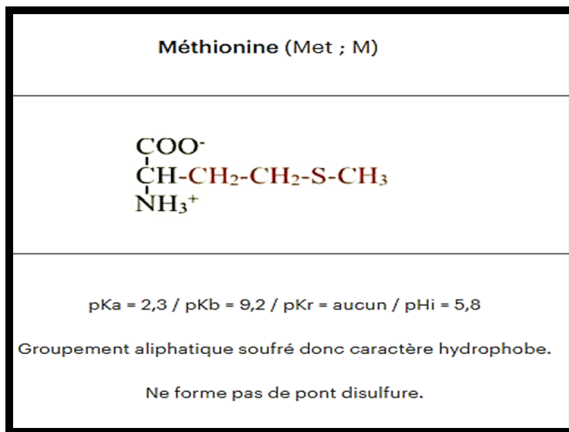 Méthionine (Met ; M)
COO-
CH-CH₂-CH₂-S-CH₃
NH₃⁺
pKa = 2,3 / pKb = 9,2 / pKr = aucun / pHi = 5,8
Groupement aliphatique soufré donc caractère hydrophobe.
Ne forme pas de pont disulfure.